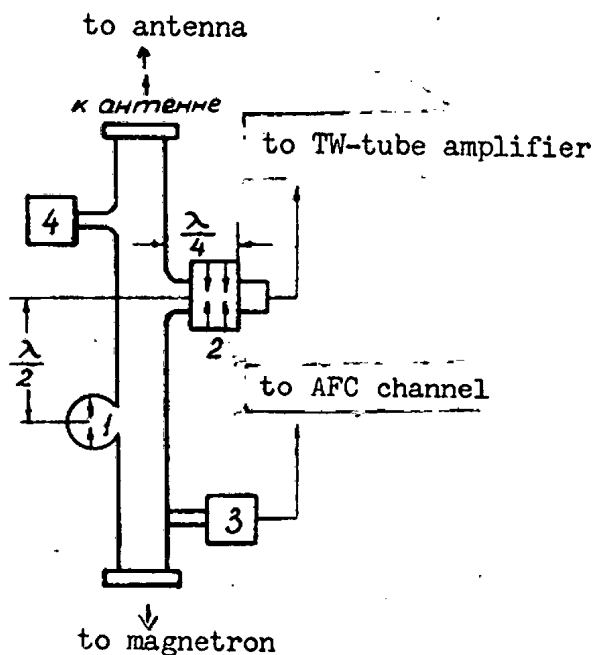 to antenna
к антенне
to TW-tube amplifier
4
λ/4
2
λ/2
to AFC channel
1
3
to magnetron